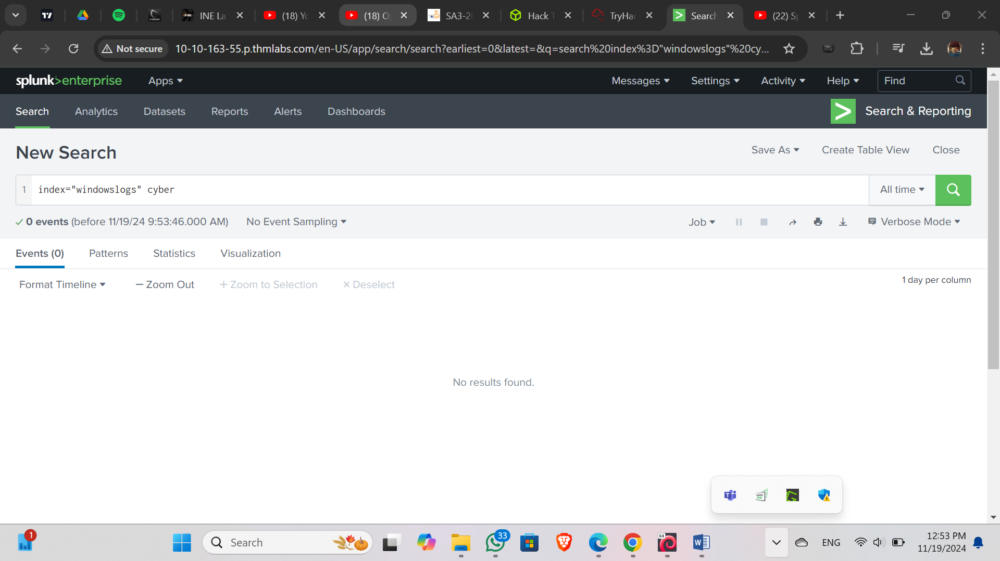 INE La
(18) Yo
(18) O
SA3-20
Hack T
TryHac
Search
(22) Sp
Not secure
10-10-163-55.p.thmlabs.com/en-US/app/search/search?earliest=0&latest=&q=search%20index%3D"windowslogs"%20cy...
splunk>enterprise
Apps
Messages
Settings
Activity
Help
Find
Search
Analytics
Datasets
Reports
Alerts
Dashboards
Search & Reporting
New Search
Save As
Create Table View
Close
1
index="windowslogs" cyber
All time
0 events (before 11/19/24 9:53:46.000 AM)
No Event Sampling
Job
Verbose Mode
Events (0)
Patterns
Statistics
Visualization
Format Timeline
— Zoom Out
+ Zoom to Selection
× Deselect
1 day per column
No results found.
1
Search
33
64
W
ENG
12:53 PM
11/19/2024